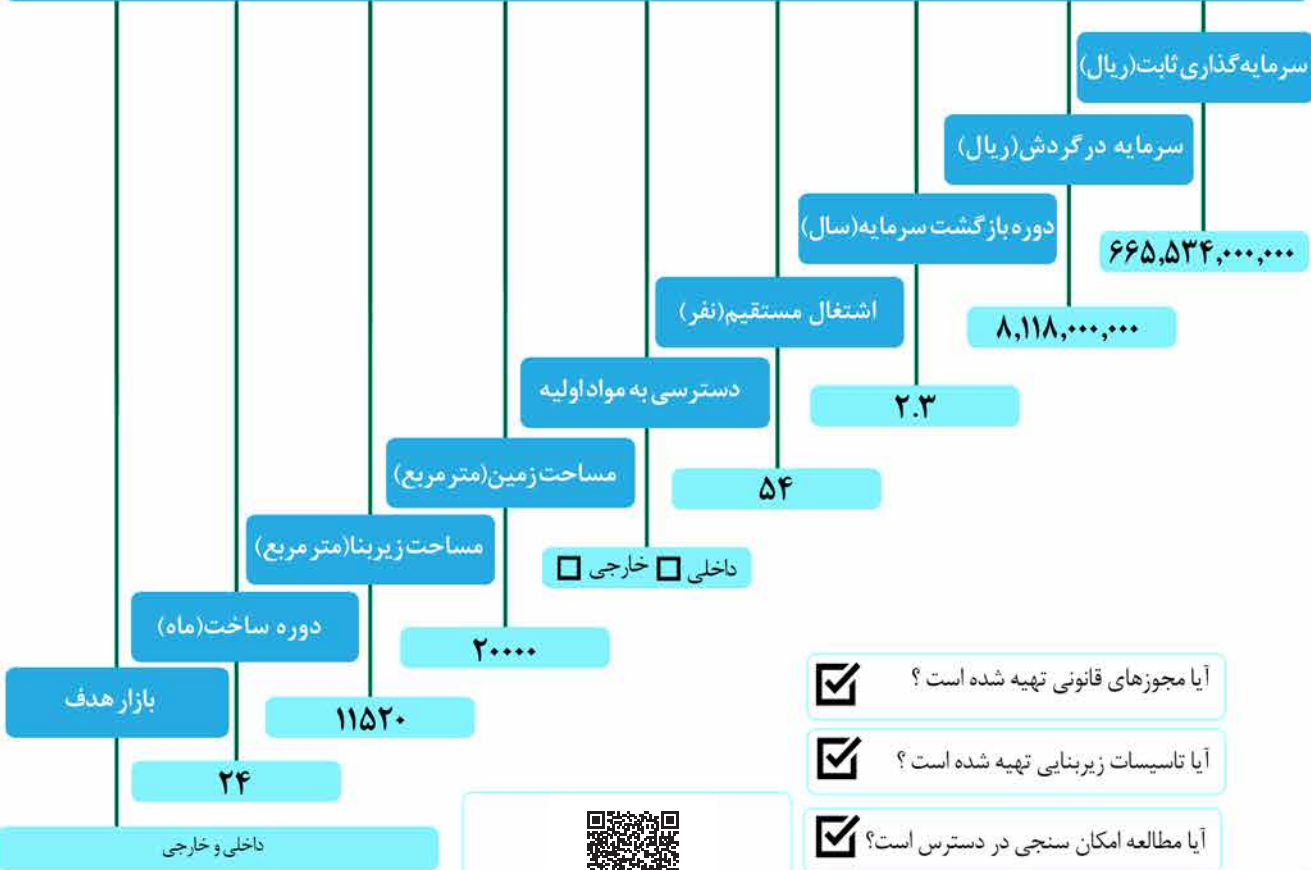 سرمایه‌گذاری ثابت(ریال)
۶۶۵,۵۳۴,۰۰۰,۰۰۰
سرمایه در گردش(ریال)
۸,۱۱۸,۰۰۰,۰۰۰
دوره بازگشت سرمایه(سال)
۲.۳
اشتغال مستقیم(نفر)
۵۴
دسترسی به مواد اولیه
داخلی □ خارجی □
مساحت زمین(متر مربع)
۲۰۰۰۰
مساحت زیربنا(متر مربع)
۱۱۵۲۰
دوره ساخت(ماه)
۲۴
بازار هدف
داخلی و خارجی
آیا مجوزهای قانونی تهیه شده است ؟ ☑
آیا تاسیسات زیربنایی تهیه شده است ؟ ☑
آیا مطالعه امکان سنجی در دسترس است؟ ☑